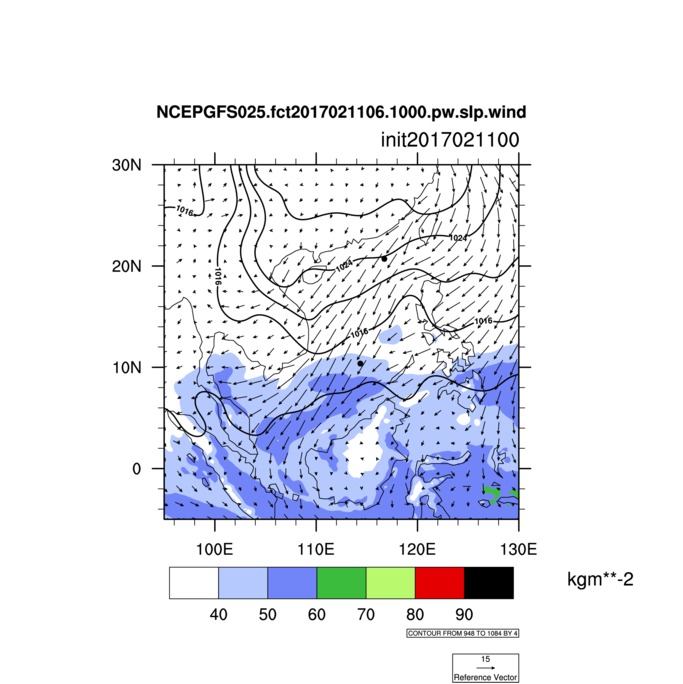 NCEPGFS025.fct2017021106.1000.pw.slp.wind
init2017021100
30N
1016
1024
20N
1024
1016
1016
1016
10N
0
100E 110E 120E 130E
kgm**-2
40 50 60 70 80 90
CONTOUR FROM 948 TO 1084 BY 4
15
Reference Vector